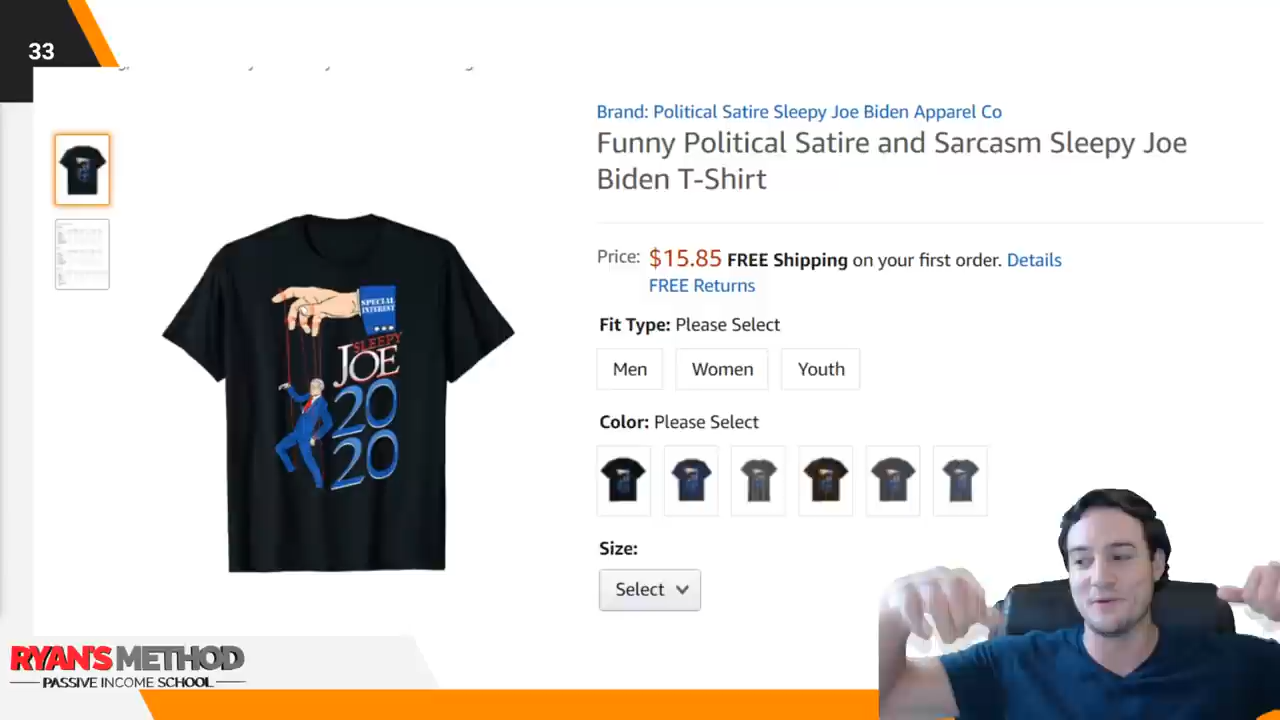 33
Brand: Political Satire Sleepy Joe Biden Apparel Co
Funny Political Satire and Sarcasm Sleepy Joe
Biden T-Shirt
Price: $15.85 FREE Shipping on your first order. Details
FREE Returns
Fit Type: Please Select
Men Women Youth
Color: Please Select
Size:
Select
SPECIAL
INTEREST
SLEEPY
JOE
20
20
RYAN'S METHOD
PASSIVE INCOME SCHOOL